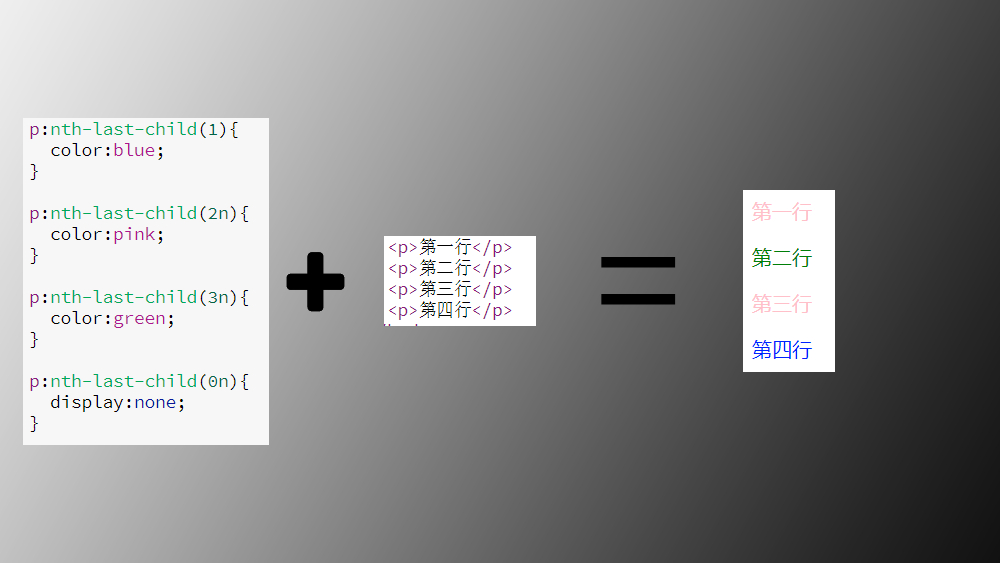 p:nth-last-child(1){
color:blue;
}
p:nth-last-child(2n){
color:pink;
}
p:nth-last-child(3n){
color:green;
}
p:nth-last-child(0n){
display:none;
}
<p>第一行</p>
<p>第二行</p>
<p>第三行</p>
<p>第四行</p>
第一行
第二行
第三行
第四行